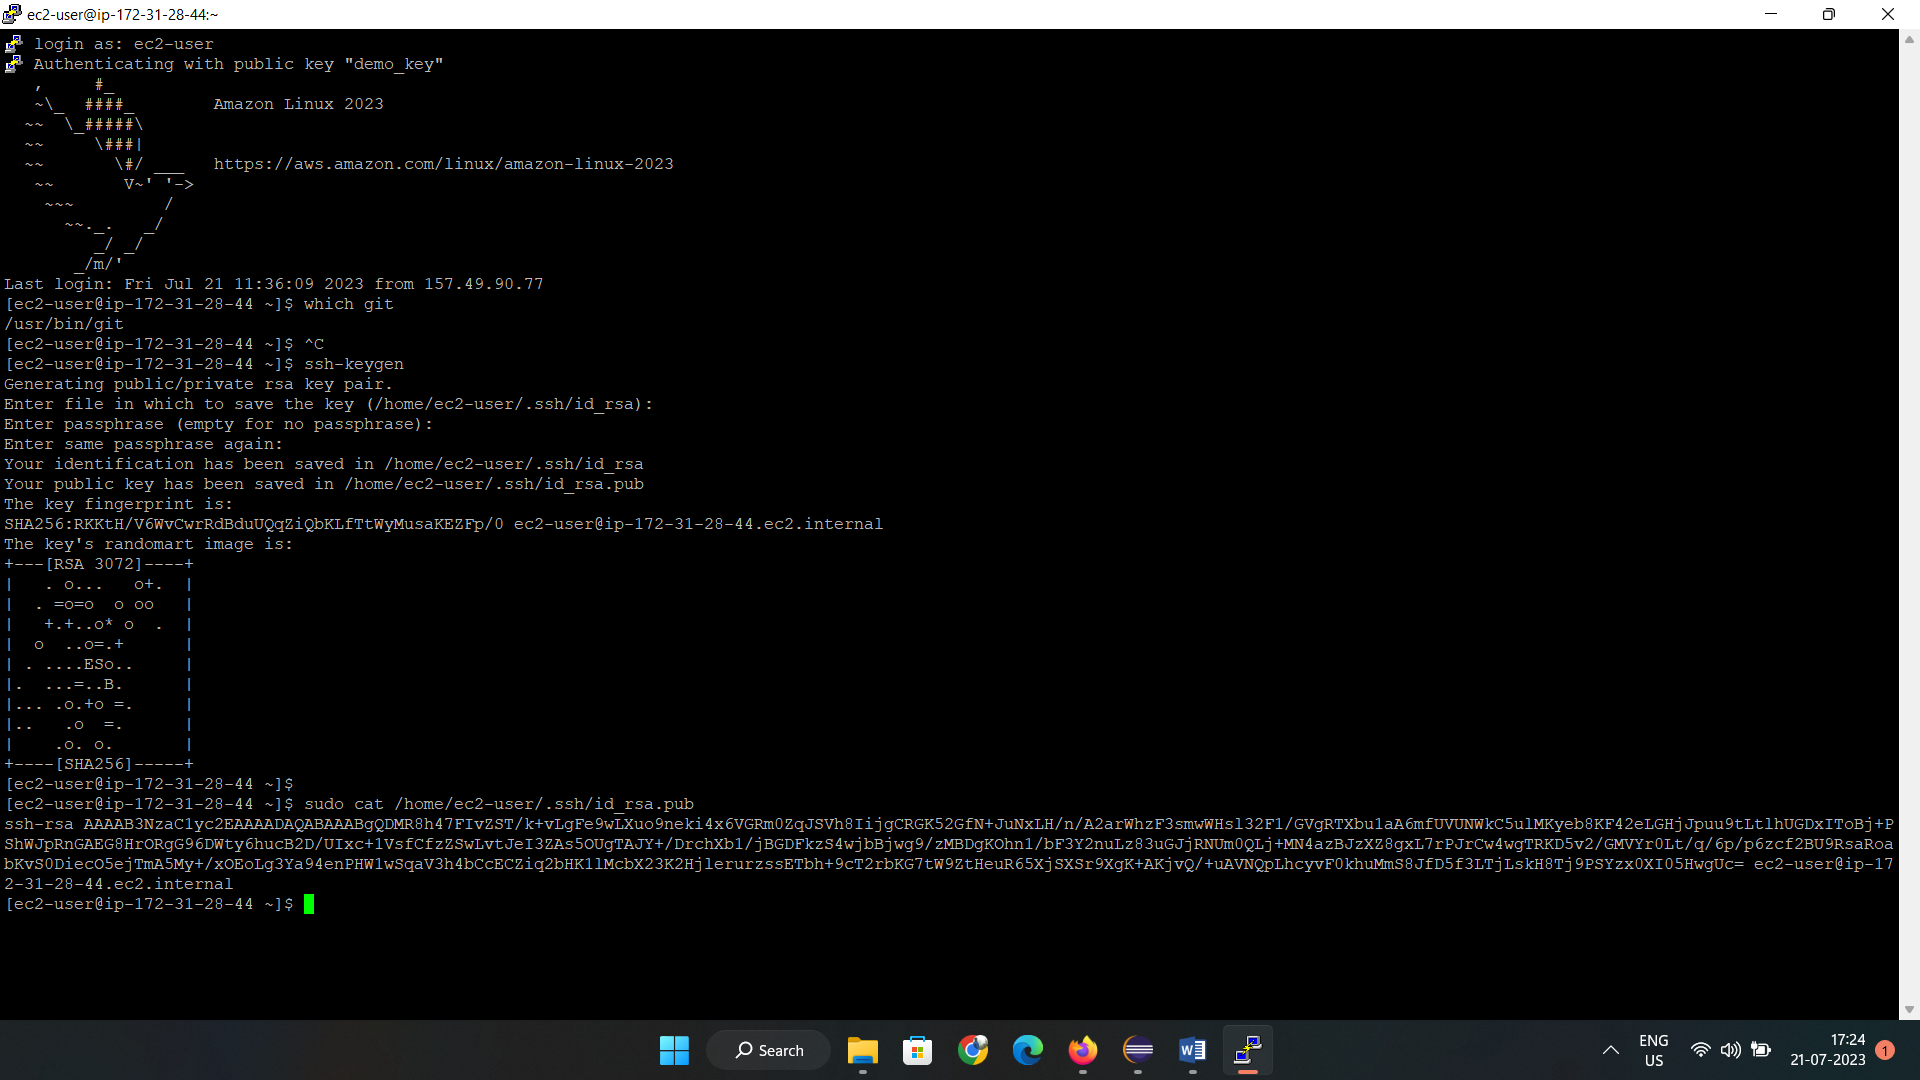 ec2-user@ip-172-31-28-44:~
login as: ec2-user
Authenticating with public key "demo_key"
   ,     #_
   ~\_  ####_        Amazon Linux 2023
  ~~  \_#####\
  ~~     \###|
  ~~       \#/ ___   https://aws.amazon.com/linux/amazon-linux-2023
   ~~       V~' '->
    ~~~         /
      ~~._.   _/
         _/ _/
       _/m/'
Last login: Fri Jul 21 11:36:09 2023 from 157.49.90.77
[ec2-user@ip-172-31-28-44 ~]$ which git
/usr/bin/git
[ec2-user@ip-172-31-28-44 ~]$ ^C
[ec2-user@ip-172-31-28-44 ~]$ ssh-keygen
Generating public/private rsa key pair.
Enter file in which to save the key (/home/ec2-user/.ssh/id_rsa):
Enter passphrase (empty for no passphrase):
Enter same passphrase again:
Your identification has been saved in /home/ec2-user/.ssh/id_rsa
Your public key has been saved in /home/ec2-user/.ssh/id_rsa.pub
The key fingerprint is:
SHA256:RKKtH/V6WvCwrRdBduUQqZiQbKLfTtWyMusaKEZFp/0 ec2-user@ip-172-31-28-44.ec2.internal
The key's randomart image is:
+---[RSA 3072]----+
|   . o...   o+.  |
|  . =o=o  o oo   |
|   +.+..o* o  .  |
|  o  ..o=.+      |
| . ....ESo..     |
|.  ...=..B.      |
|... .o.+o =.     |
|..   .o  =.      |
|    .o. o.       |
+----[SHA256]-----+
[ec2-user@ip-172-31-28-44 ~]$
[ec2-user@ip-172-31-28-44 ~]$ sudo cat /home/ec2-user/.ssh/id_rsa.pub
ssh-rsa AAAAB3NzaC1yc2EAAAADAQABAAABgQDMR8h47FIvZST/k+vLgFe9wLXuo9neki4x6VGRm0ZqJSVh8IijgCRGK52GfN+JuNxLH/n/A2arWhzF3smwWHsl32F1/GVgRTXbu1aA6mfUVUNWkC5ulMKyeb8KF42eLGHjJpuu9tLtlhUGDxIToBj+P
ShWJpRnGAEG8HrORgG96DWty6hucB2D/UIxc+1VsfCfzZSwLvtJeI3ZAs5OUgTAJY+/DrchXb1/jBGDFkzS4wjbBjwg9/zMBDgKOhn1/bF3Y2nuLz83uGJjRNUm0QLj+MN4azBJzXZ8gxL7rPJrCw4wgTRKD5v2/GMVYr0Lt/q/6p/p6zcf2BU9RsaRoa
bKvS0DiecO5ejTmA5My+/xOEoLg3Ya94enPHW1wSqaV3h4bCcECZiq2bHKllMcbX23K2HjlerurzssETbh+9cT2rbKG7tW9ZtHeuR65XjSXSr9XgK+AKjvQ/+uAVNQpLhcyvF0khuMmS8JfD5f3LTjLskH8Tj9PSYzx0XI05HwgUc= ec2-user@ip-17
2-31-28-44.ec2.internal
[ec2-user@ip-172-31-28-44 ~]$
Search
ENG
US
17:24
21-07-2023
1